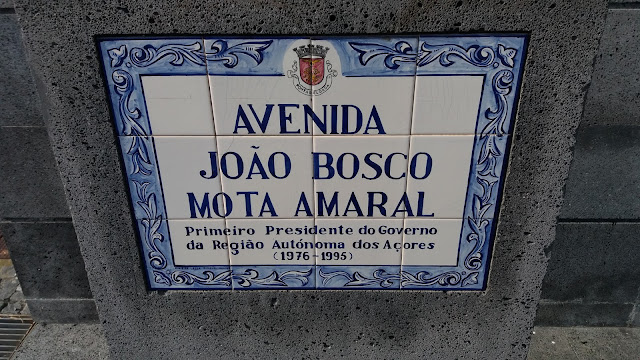 AVENIDA
JOÃO BOSCO
MOTA AMARAL
Primeiro Presidente do Governo
da Região Autónoma dos Açores
(1976-1995)